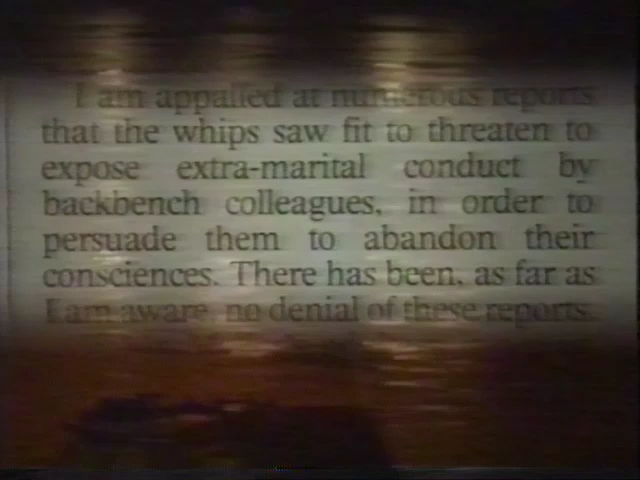 I am appalled at numerous reports
that the whips saw fit to threaten to
expose extra-marital conduct by
backbench colleagues, in order to
persuade them to abandon their
consciences. There has been, as far as
I am aware, no denial of these reports.